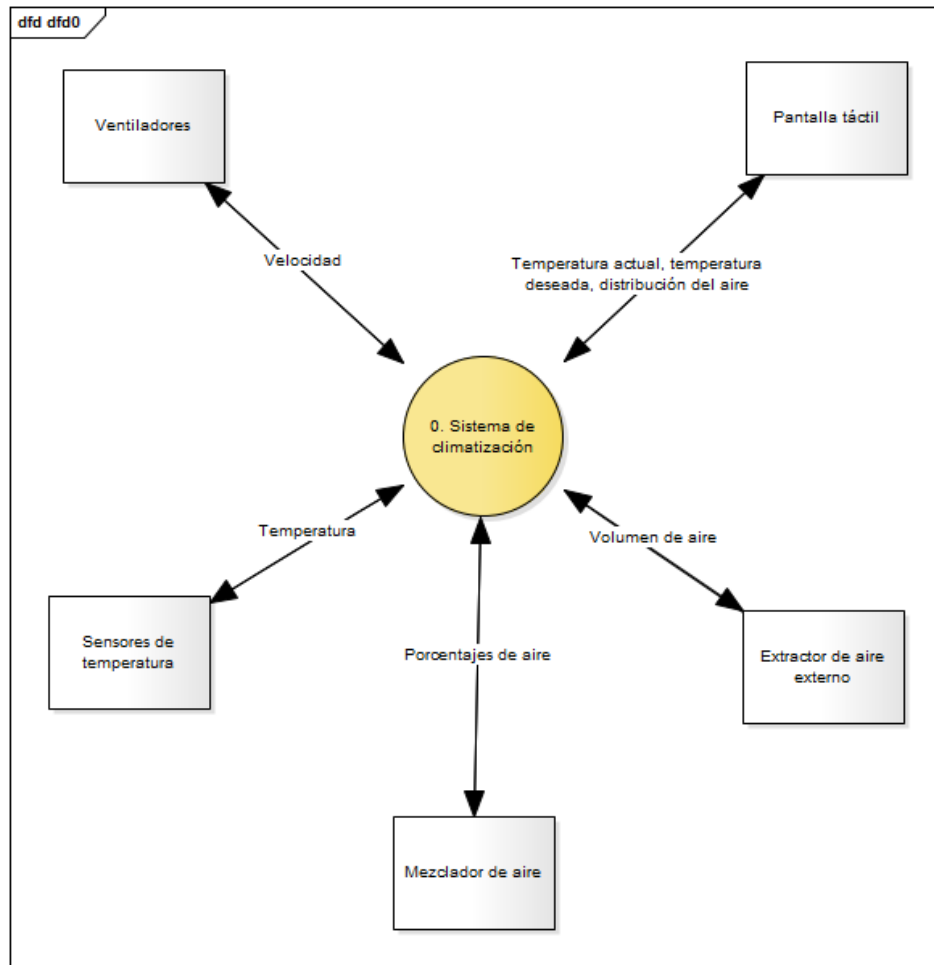 dfd dfd0
Ventiladores
Pantalla táctil
Velocidad
Temperatura actual, temperatura
deseada, distribución del aire
0. Sistema de
climatización
Temperatura
Volumen de aire
Sensores de
temperatura
Porcentajes de aire
Extractor de aire
externo
Mezclador de aire